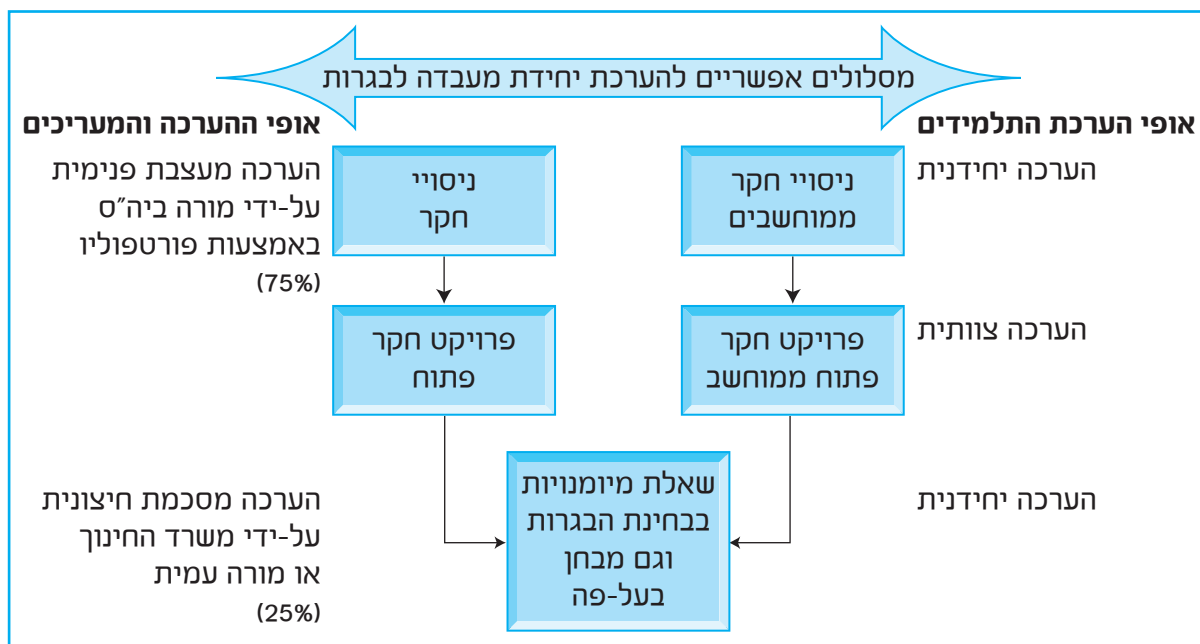 מסלולים אפשריים להערכת יחידת מעבדה לבגרות
אופי הערכת התלמידים
אופי ההערכה והמעריכים
הערכה יחידנית
ניסויי חקר
ממוחשבים
ניסויי
חקר
הערכה מעצבת פנימית
על-ידי מורה ביה"ס
באמצעות פורטפוליו
(75%)
הערכה צוותית
פרויקט חקר
פתוח ממוחשב
פרויקט חקר
פתוח
הערכה יחידנית
שאלת מיומנויות
בבחינת הבגרות
וגם מבחן
בעל-פה
הערכה מסכמת חיצונית
על-ידי משרד החינוך
או מורה עמית
(25%)